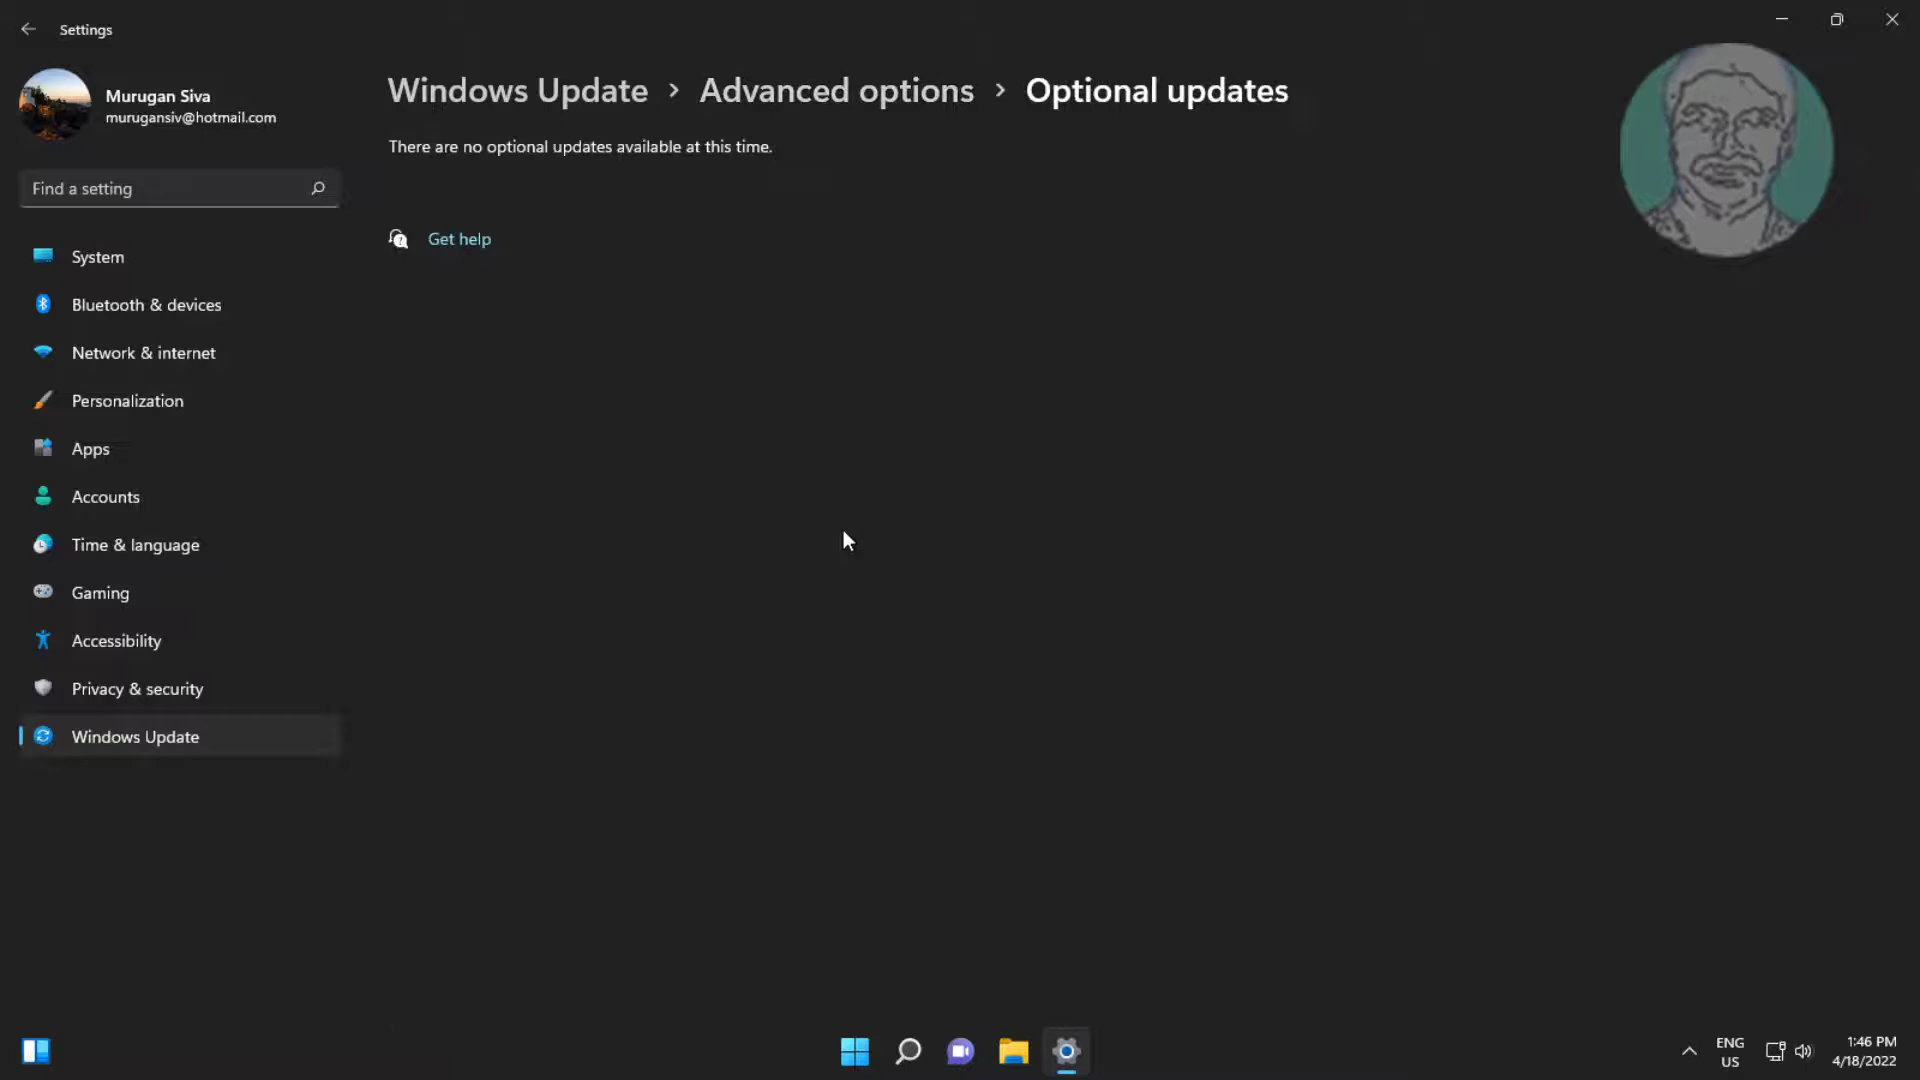 Settings
Murugan Siva
murugansiv@hotmail.com
Find a setting
System
Bluetooth & devices
Network & internet
Personalization
Apps
Accounts
Time & language
Gaming
Accessibility
Privacy & security
Windows Update
Windows Update > Advanced options > Optional updates
There are no optional updates available at this time.
Get help
ENG
US
1:46 PM
4/18/2022